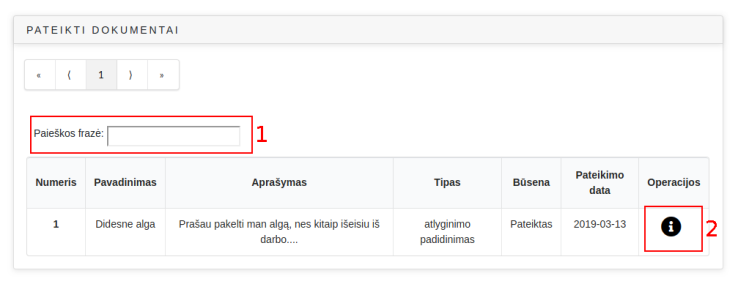 PATEIKTI DOKUMENTAI
« ⟨ 1 ⟩ »
Paieškos frazė: 1
Numeris Pavadinimas Aprašymas Tipas Būsena Pateikimo data Operacijos
1 Didesne alga Prašau pakelti man algą, nes kitaip išeisiu iš
darbo.... atlyginimo
padidinimas Pateiktas 2019-03-13 2